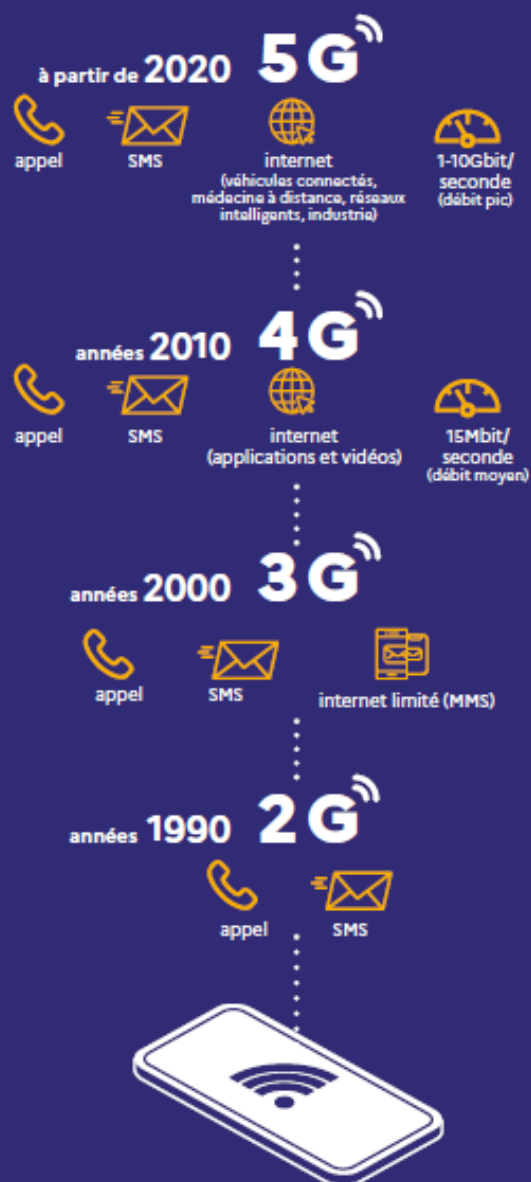 à partir de 2020 5G
appel
SMS
internet
(véhicules connectés,
médecine à distance, réseaux
intelligents, industrie)
1-10Gbit/
seconde
(débit pic)
années 2010 4G
appel
SMS
internet
(applications et vidéos)
15Mbit/
seconde
(débit moyen)
années 2000 3G
appel
SMS
internet limité (MMS)
années 1990 2G
appel
SMS